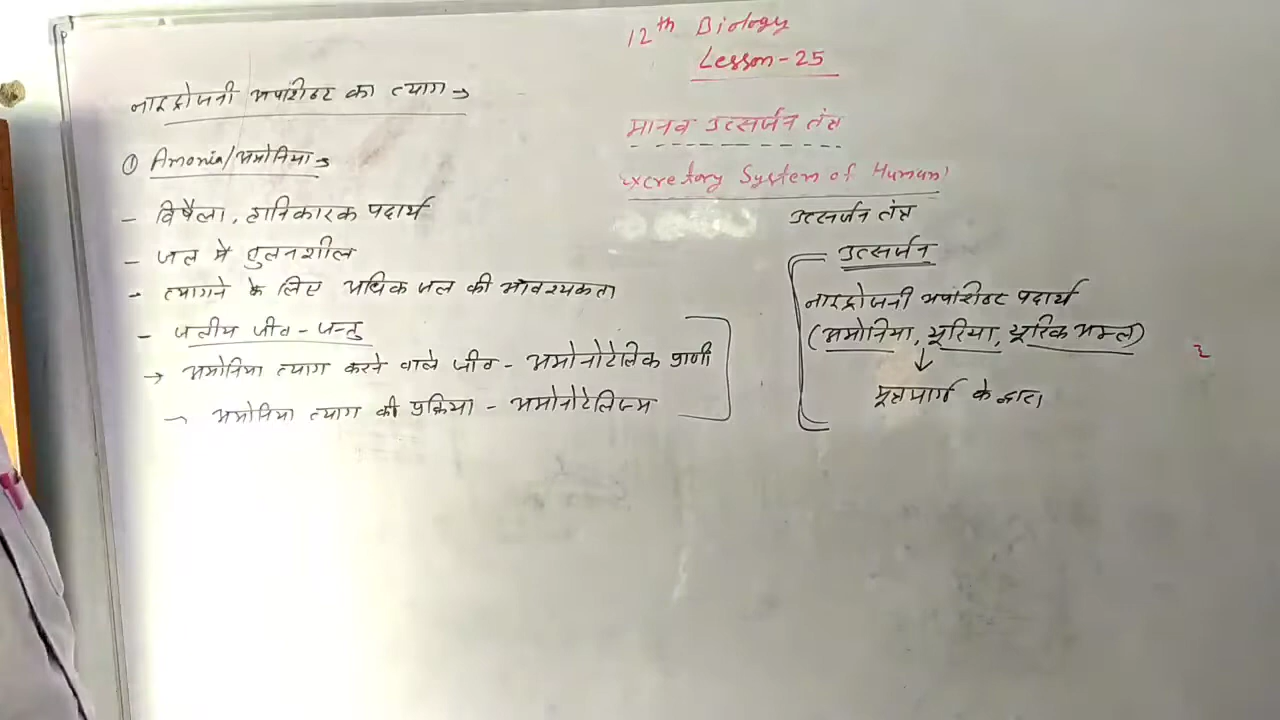 12th Biology
Lesson-25
मानव उत्सर्जन तंत्र
Excretory System of Human
नाइट्रोजनी अपशिष्ट का त्याग →
① Amonia/अमोनिया →
- विषैला, हानिकारक पदार्थ
- जल में घुलनशील
- त्यागने के लिए अधिक जल की आवश्यकता
- जलीय जीव - जन्तु
→ अमोनिया त्याग करने वाले जीव - अमोनोटेलिक प्राणी
→ अमोनिया त्याग की प्रक्रिया - अमोनोटेलिज्म
उत्सर्जन तंत्र
उत्सर्जन
नाइट्रोजनी अपशिष्ट पदार्थ
(अमोनिया, यूरिया, यूरिक अम्ल)
↓
मूत्रमार्ग के द्वारा